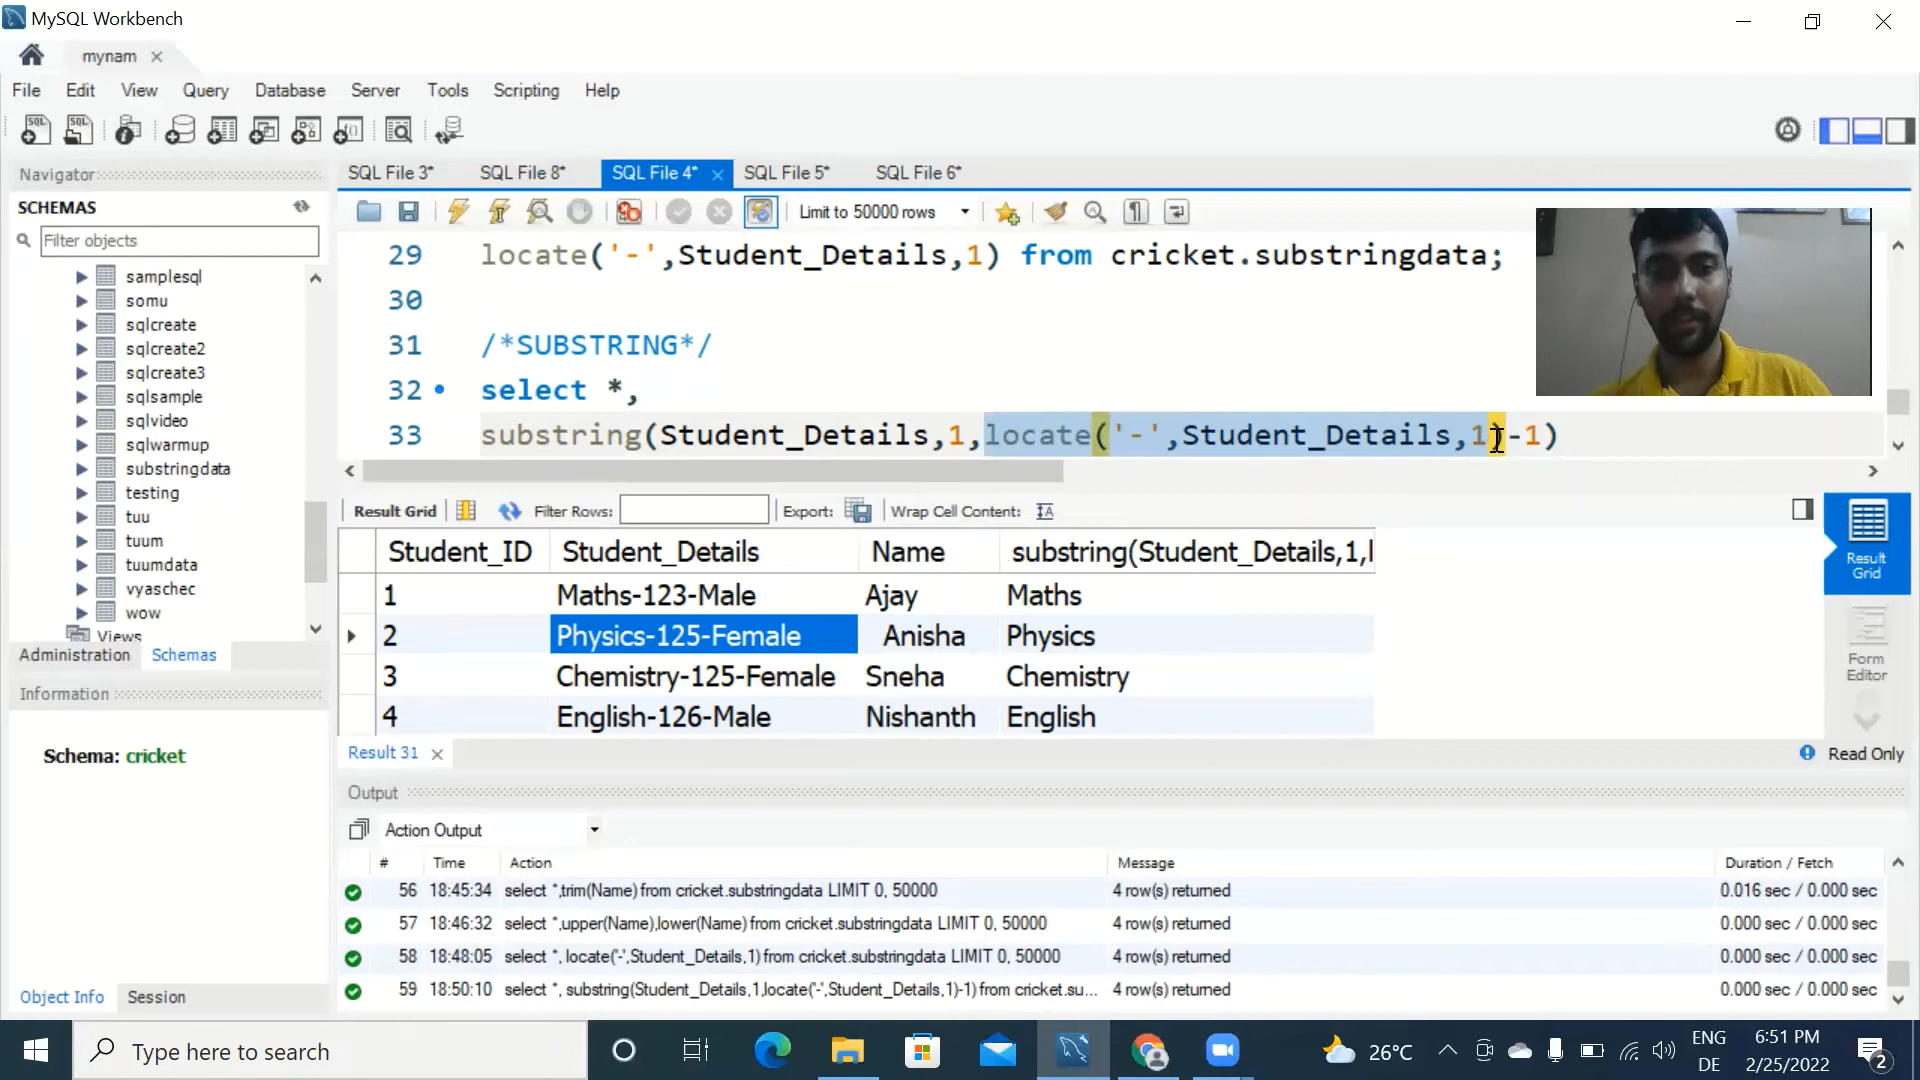 MySQL Workbench
mynam
File Edit View Query Database Server Tools Scripting Help
Navigator
SCHEMAS
Filter objects
samplesql
somu
sqlcreate
sqlcreate2
sqlcreate3
sqlsample
sqlvideo
sqlwarmup
substringdata
testing
tuu
tuum
tuumdata
vyaschec
wow
Views
Administration Schemas
Information
Schema: cricket
Object Info Session
SQL File 3* SQL File 8* SQL File 4* SQL File 5* SQL File 6*
Limit to 50000 rows
29 locate('-',Student_Details,1) from cricket.substringdata;
30
31 /*SUBSTRING*/
32 select *,
33 substring(Student_Details,1,locate('-',Student_Details,1)-1)
Result Grid Filter Rows: Export: Wrap Cell Content:
Student_ID Student_Details Name substring(Student_Details,1,l
1 Maths-123-Male Ajay Maths
2 Physics-125-Female Anisha Physics
3 Chemistry-125-Female Sneha Chemistry
4 English-126-Male Nishanth English
Result Grid
Form Editor
Result 31
Read Only
Output
Action Output
# Time Action Message Duration / Fetch
56 18:45:34 select *,trim(Name) from cricket.substringdata LIMIT 0, 50000 4 row(s) returned 0.016 sec / 0.000 sec
57 18:46:32 select *,upper(Name),lower(Name) from cricket.substringdata LIMIT 0, 50000 4 row(s) returned 0.000 sec / 0.000 sec
58 18:48:05 select *, locate('-',Student_Details,1) from cricket.substringdata LIMIT 0, 50000 4 row(s) returned 0.000 sec / 0.000 sec
59 18:50:10 select *, substring(Student_Details,1,locate('-',Student_Details,1)-1) from cricket.su... 4 row(s) returned 0.000 sec / 0.000 sec
Type here to search
26°C
ENG
DE
6:51 PM
2/25/2022
2